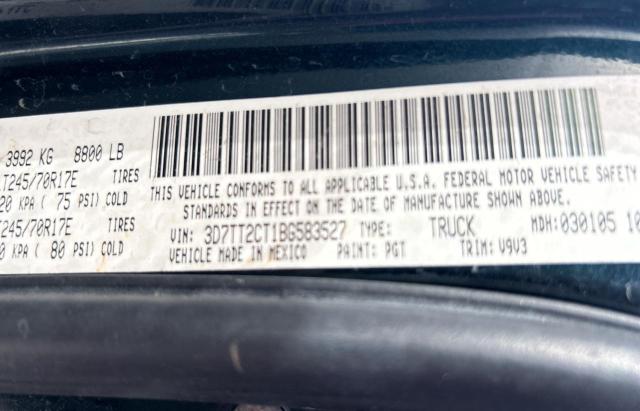 3992 KG 8800 LB
T245/70R17E TIRES
20 KPA ( 75 PSI) COLD
T245/70R17E TIRES
0 KPA ( 80 PSI) COLD
THIS VEHICLE CONFORMS TO ALL APPLICABLE U.S.A. FEDERAL MOTOR VEHICLE SAFETY
STANDARDS IN EFFECT ON THE DATE OF MANUFACTURE SHOWN ABOVE.
VIN: 3D7TT2CT1BG583527 TYPE: TRUCK MDH:030105 10
VEHICLE MADE IN MEXICO PAINT: PGT TRIM: V9V3